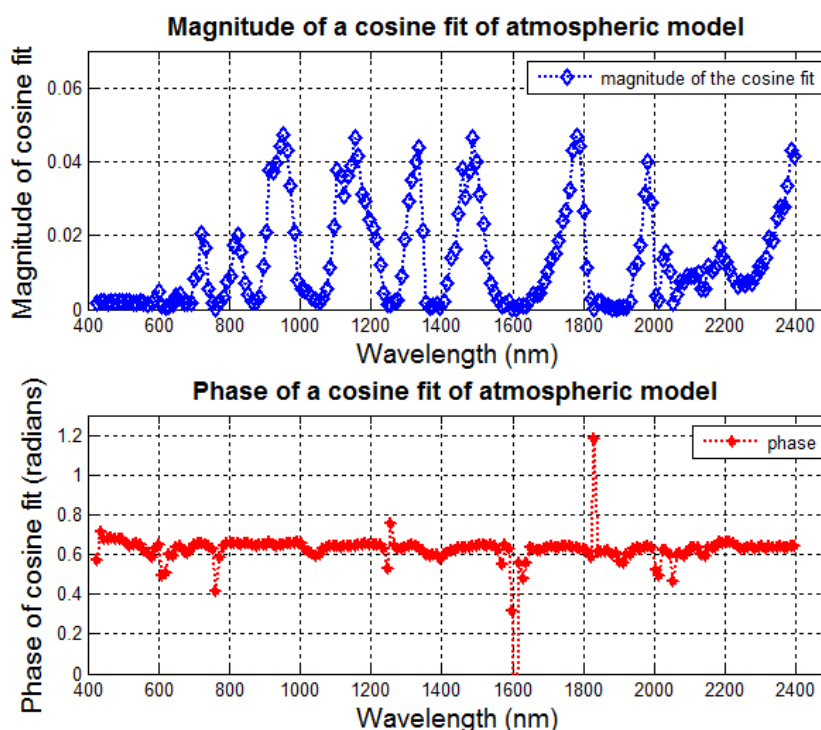 Magnitude of a cosine fit of atmospheric model
Magnitude of cosine fit
0.06
0.04
0.02
0
magnitude of the cosine fit
400 600 800 1000 1200 1400 1600 1800 2000 2200 2400
Wavelength (nm)
Phase of a cosine fit of atmospheric model
Phase of cosine fit (radians)
1.2
1
0.8
0.6
0.4
0.2
0
phase
400 600 800 1000 1200 1400 1600 1800 2000 2200 2400
Wavelength (nm)